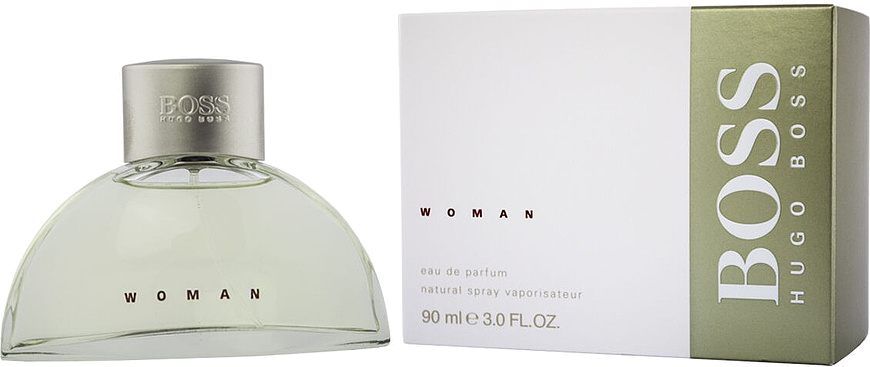 BOSS
HUGO BOSS
WOMAN
WOMAN
eau de parfum
natural spray vaporisateur
90 ml e 3.0 FL.OZ.
BOSS
HUGO BOSS